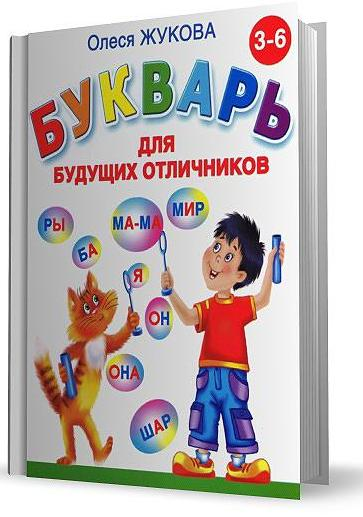 Олеся ЖУКОВА
3-6
БУКВАРЬ
ДЛЯ
БУДУЩИХ ОТЛИЧНИКОВ
РЫ
МА-МА
МИР
БА
Я
ОН
ОНА
ШАР